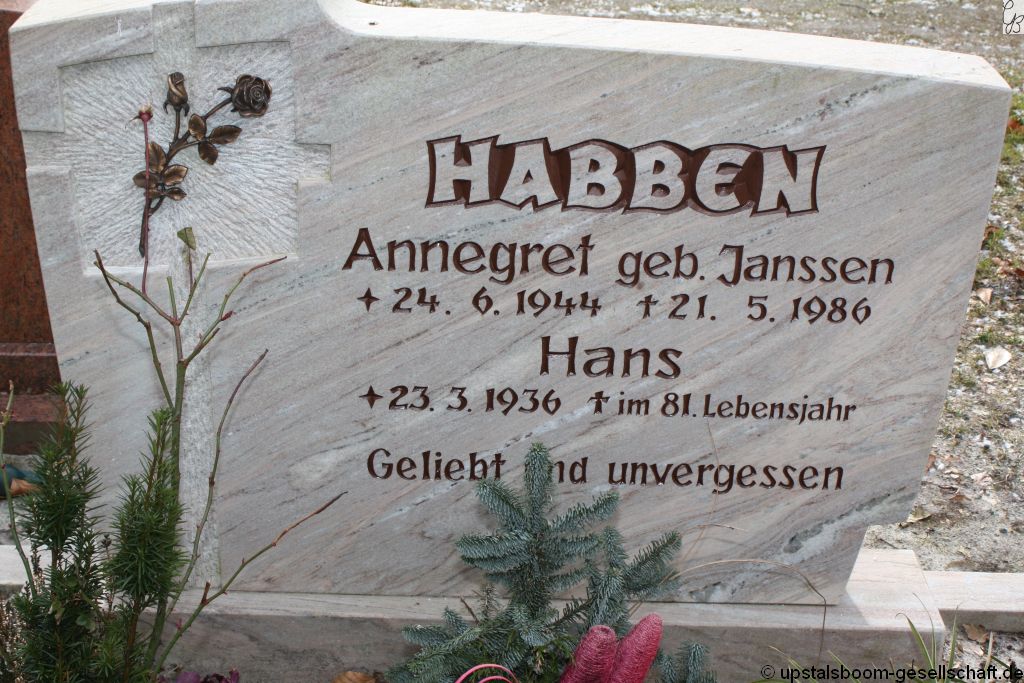 HABBEN
Annegret geb. Janssen
✦ 24. 6. 1944 ✝ 21. 5. 1986
Hans
✦ 23. 3. 1936 ✝ im 81. Lebensjahr
Geliebt und unvergessen
© upstalsboom-gesellschaft.de